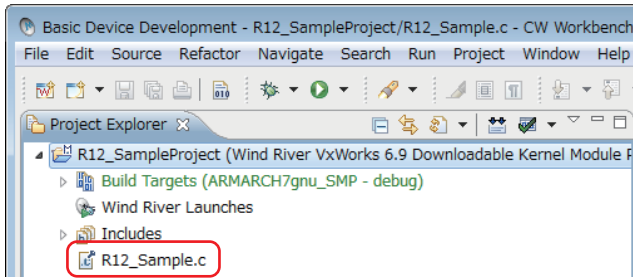 Basic Device Development - R12_SampleProject/R12_Sample.c - CW Workbench
File Edit Source Refactor Navigate Search Run Project Window Help
010
Project Explorer
R12_SampleProject (Wind River VxWorks 6.9 Downloadable Kernel Module P
Build Targets (ARMARCH7gnu_SMP - debug)
Wind River Launches
Includes
R12_Sample.c